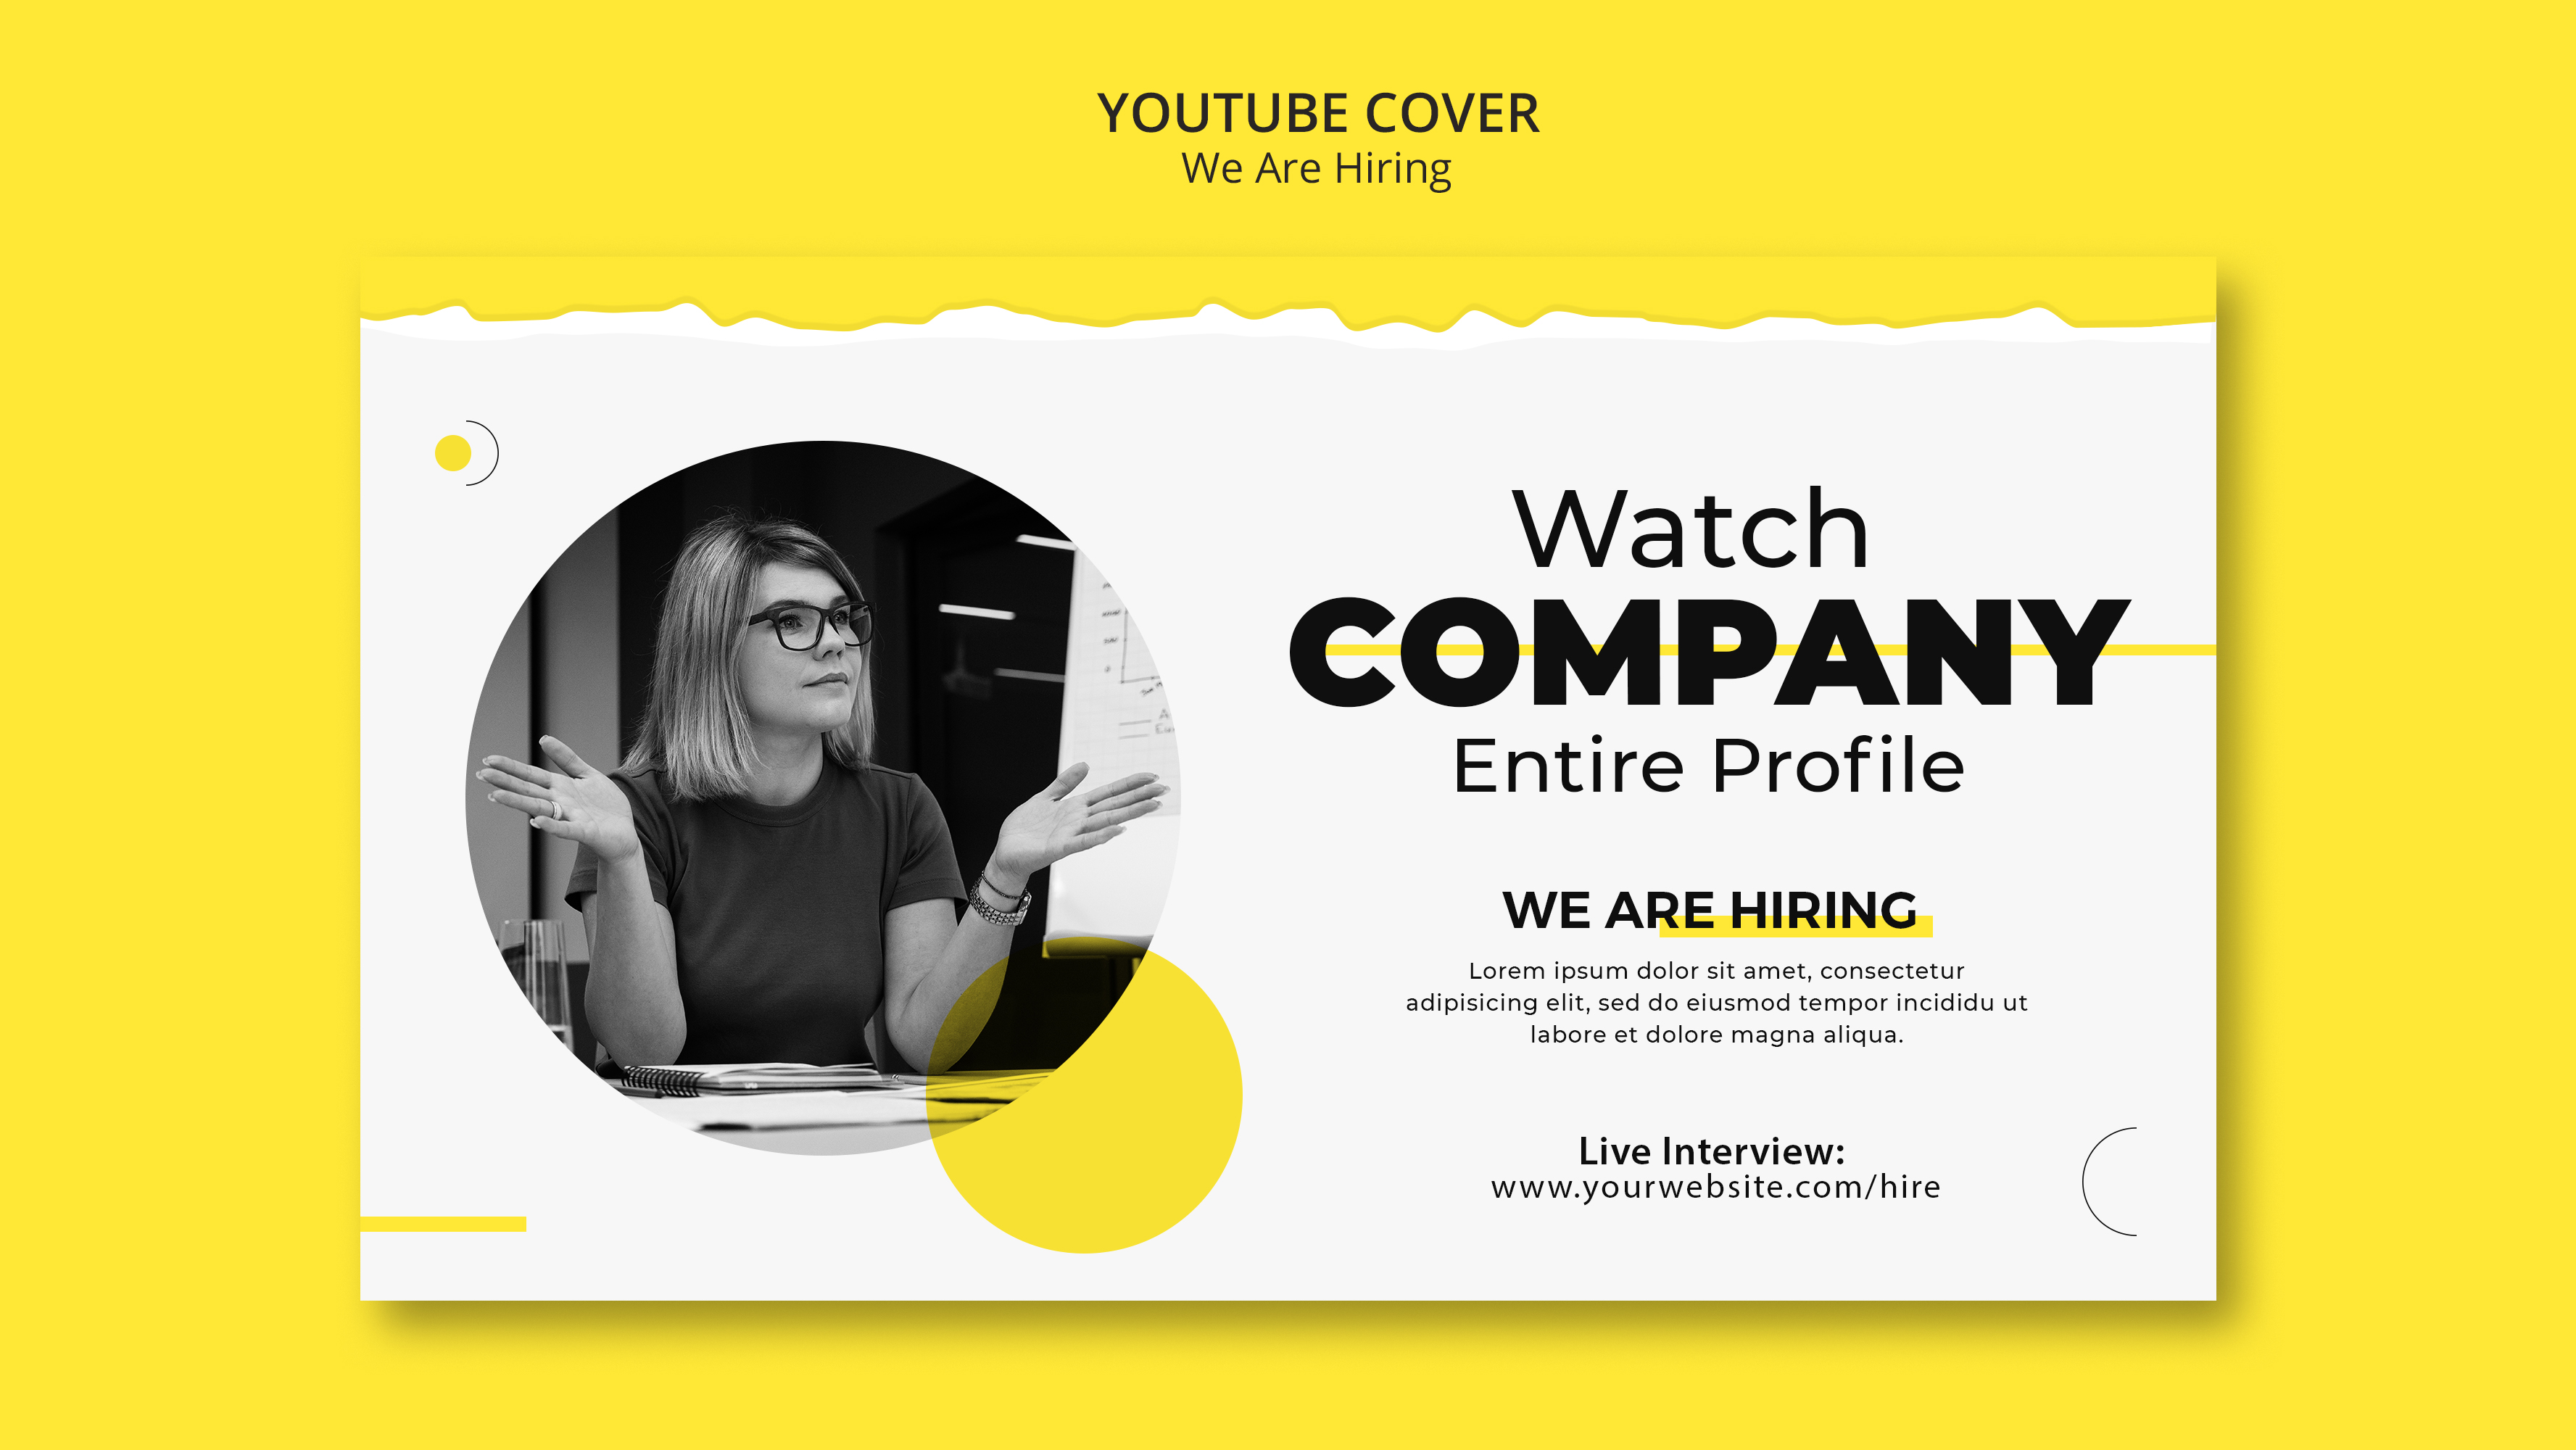 YOUTUBE COVER
We Are Hiring
Watch
COMPANY
Entire Profile
WE ARE HIRING
Lorem ipsum dolor sit amet, consectetur
adipisicing elit, sed do eiusmod tempor incididu ut
labore et dolore magna aliqua.
Live Interview:
www.yourwebsite.com/hire